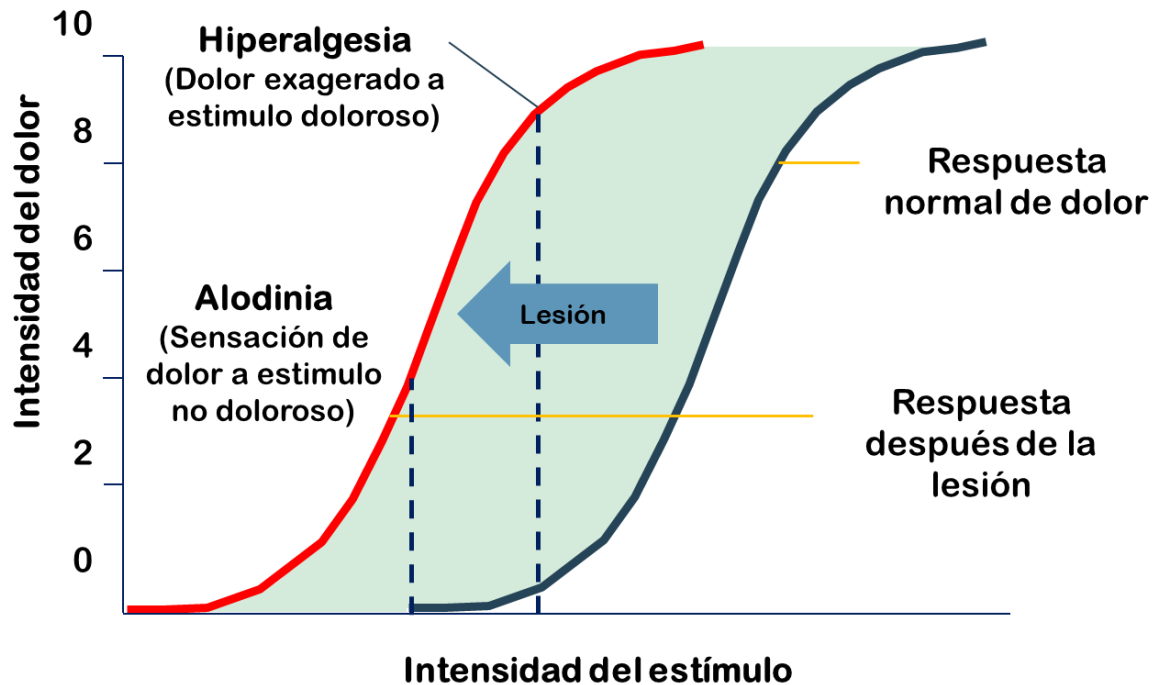 10
8
6
4
2
0
Intensidad del dolor
Hiperalgesia
(Dolor exagerado a
estimulo doloroso)
Respuesta
normal de dolor
Lesión
Alodinia
(Sensación de
dolor a estimulo
no doloroso)
Respuesta
después de la
lesión
Intensidad del estímulo